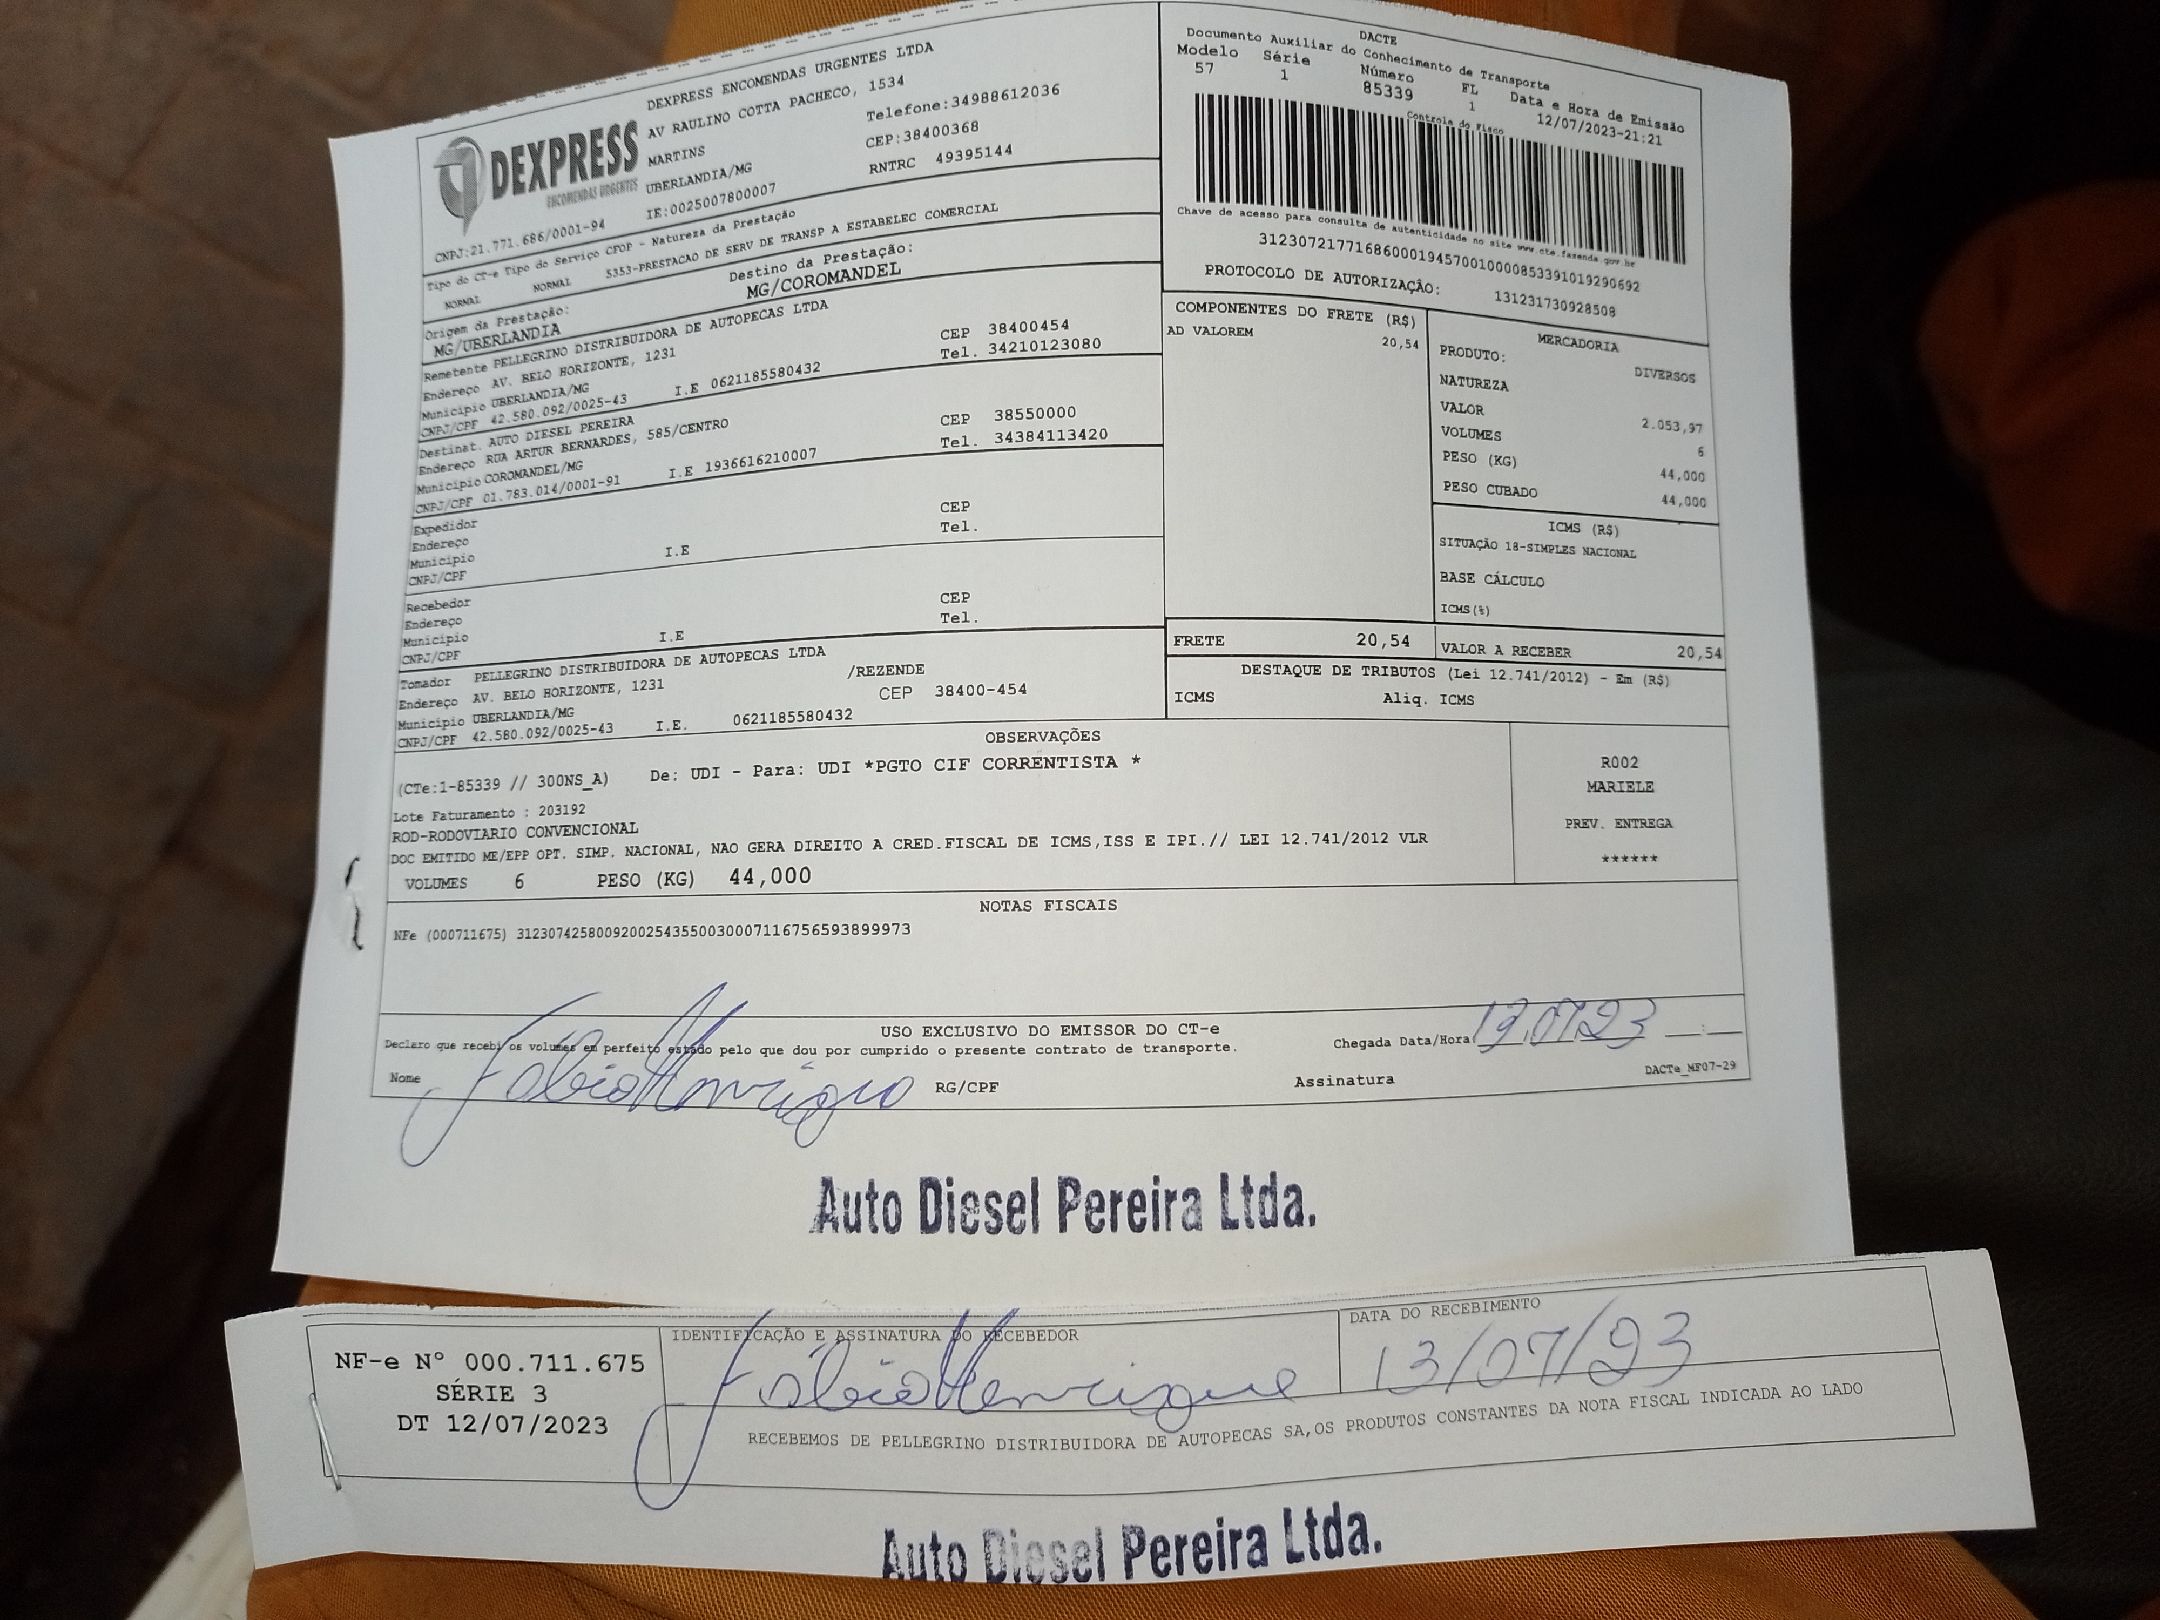 DEXPRESS
ENCOMENDAS URGENTES
CNPJ:21.771.686/0001-94
DEXPRESS ENCOMENDAS URGENTES LTDA
AV RAULINO COTTA PACHECO, 1534
MARTINS
UBERLANDIA/MG
IE:0025007800007
Telefone:34988612036
CEP:38400368
RNTRC 49395144
Tipo do CT-e Tipo do Serviço CFOP - Natureza da Prestação
NORMAL NORMAL 5353-PRESTACAO DE SERV DE TRANSP A ESTABELEC COMERCIAL
Origem da Prestação: Destino da Prestação:
MG/UBERLANDIA MG/COROMANDEL
Remetente PELLEGRINO DISTRIBUIDORA DE AUTOPECAS LTDA
Endereço AV. BELO HORIZONTE, 1231 CEP 38400454
Município UBERLANDIA/MG Tel. 34210123080
CNPJ/CPF 42.580.092/0025-43 I.E 0621185580432
Destinat. AUTO DIESEL PEREIRA
Endereço RUA ARTUR BERNARDES, 585/CENTRO CEP 38550000
Município COROMANDEL/MG Tel. 34384113420
CNPJ/CPF 01.783.014/0001-91 I.E 1936616210007
Expedidor
Endereço CEP
Município Tel.
CNPJ/CPF I.E
Recebedor
Endereço CEP
Município Tel.
CNPJ/CPF I.E
Tomador PELLEGRINO DISTRIBUIDORA DE AUTOPECAS LTDA
Endereço AV. BELO HORIZONTE, 1231 /REZENDE
Município UBERLANDIA/MG CEP 38400-454
CNPJ/CPF 42.580.092/0025-43 I.E. 0621185580432
DACTE
Documento Auxiliar do Conhecimento de Transporte
Modelo Série Número FL Data e Hora de Emissão
57 1 85339 1 12/07/2023-21:21
Controle do Fisco
Chave de acesso para consulta de autenticidade no site www.cte.fazenda.gov.br
31230721771686000194570010000853391019290692
PROTOCOLO DE AUTORIZAÇÂO: 131231730928508
COMPONENTES DO FRETE (R$)
AD VALOREM 20,54
MERCADORIA
PRODUTO: DIVERSOS
NATUREZA
VALOR 2.053,97
VOLUMES 6
PESO (KG) 44,000
PESO CUBADO 44,000
ICMS (R$)
SITUAÇÃO 18-SIMPLES NACIONAL
BASE CÁLCULO
ICMS(%)
FRETE 20,54 VALOR A RECEBER 20,54
DESTAQUE DE TRIBUTOS (Lei 12.741/2012) - Em (R$)
ICMS Aliq. ICMS
OBSERVAÇÕES
(CTe:1-85339 // 300NS_A) De: UDI - Para: UDI *PGTO CIF CORRENTISTA *
Lote Faturamento : 203192
ROD-RODOVIARIO CONVENCIONAL
DOC EMITIDO ME/EPP OPT. SIMP. NACIONAL, NAO GERA DIREITO A CRED.FISCAL DE ICMS,ISS E IPI.// LEI 12.741/2012 VLR
VOLUMES 6 PESO (KG) 44,000
R002
MARIELE
PREV. ENTREGA
******
NOTAS FISCAIS
NFe (000711675) 31230742580092002543550030007116756593899973
USO EXCLUSIVO DO EMISSOR DO CT-e
Declaro que recebi os volumes em perfeito estado pelo que dou por cumprido o presente contrato de transporte.
Chegada Data/Hora 13/07/23 __:__
Nome Fábio Henrique RG/CPF Assinatura DACTe_MF07-29
Auto Diesel Pereira Ltda.
NF-e N° 000.711.675
SÉRIE 3
DT 12/07/2023
IDENTIFICAÇÃO E ASSINATURA DO RECEBEDOR
Fábio Henrique
DATA DO RECEBIMENTO
13/07/23
RECEBEMOS DE PELLEGRINO DISTRIBUIDORA DE AUTOPECAS SA,OS PRODUTOS CONSTANTES DA NOTA FISCAL INDICADA AO LADO
Auto Diesel Pereira Ltda.